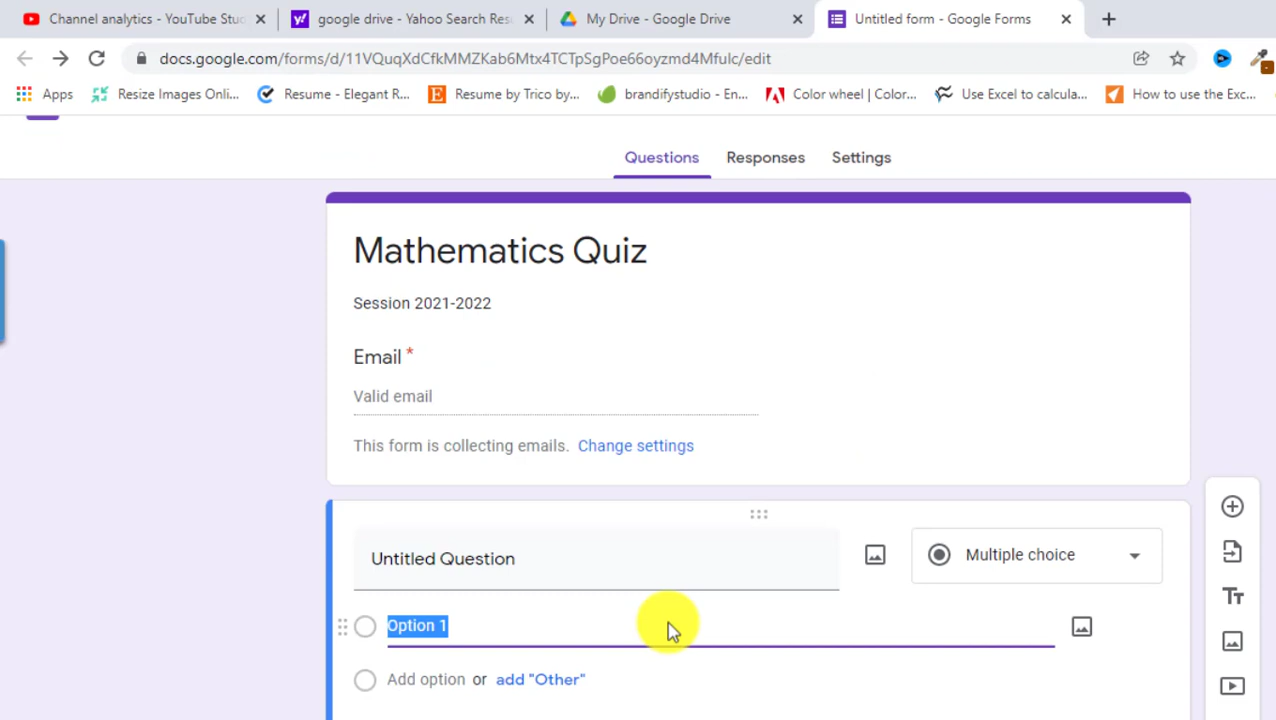 Channel analytics - YouTube Stu
google drive - Yahoo Search Res
My Drive - Google Drive
Untitled form - Google Forms
docs.google.com/forms/d/11VQuqXdCfkMMZKab6Mtx4TCTpSgPoe66oyzmd4Mfulc/edit
Apps
Resize Images Onli...
Resume - Elegant R...
Resume by Trico by...
brandifystudio - En...
Color wheel | Color...
Use Excel to calcula...
How to use the Exc...
Questions
Responses
Settings
Mathematics Quiz
Session 2021-2022
Email *
Valid email
This form is collecting emails. Change settings
Untitled Question
Multiple choice
Option 1
Add option or add "Other"